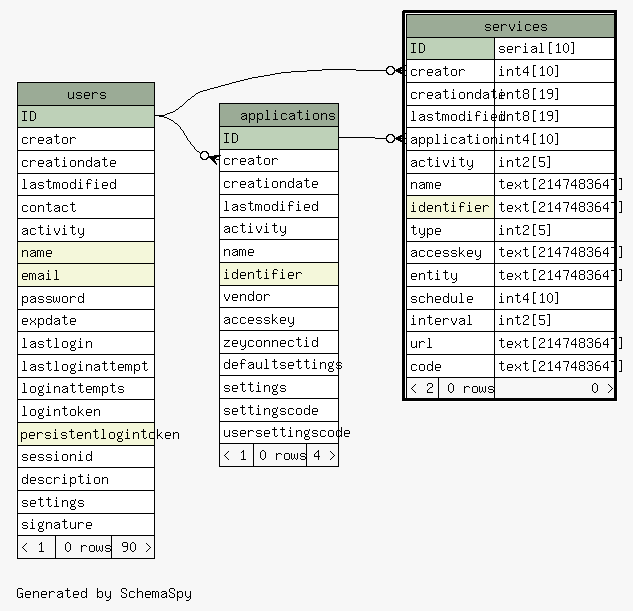 users
ID
creator
creationdate
lastmodified
contact
activity
name
email
password
expdate
lastlogin
lastloginattempt
loginattempts
logintoken
persistentlogintoken
sessionid
description
settings
signature
< 1 0 rows 90 >
applications
ID
creator
creationdate
lastmodified
activity
name
identifier
vendor
accesskey
zeyconnectid
defaultsettings
settings
settingscode
usersettingscode
< 1 0 rows 4 >
services
ID serial[10]
creator int4[10]
creationdate int8[19]
lastmodified int8[19]
application int4[10]
activity int2[5]
name text[2147483647]
identifier text[2147483647]
type int2[5]
accesskey text[2147483647]
entity text[2147483647]
schedule int4[10]
interval int2[5]
url text[2147483647]
code text[2147483647]
< 2 0 rows 0 >
Generated by SchemaSpy